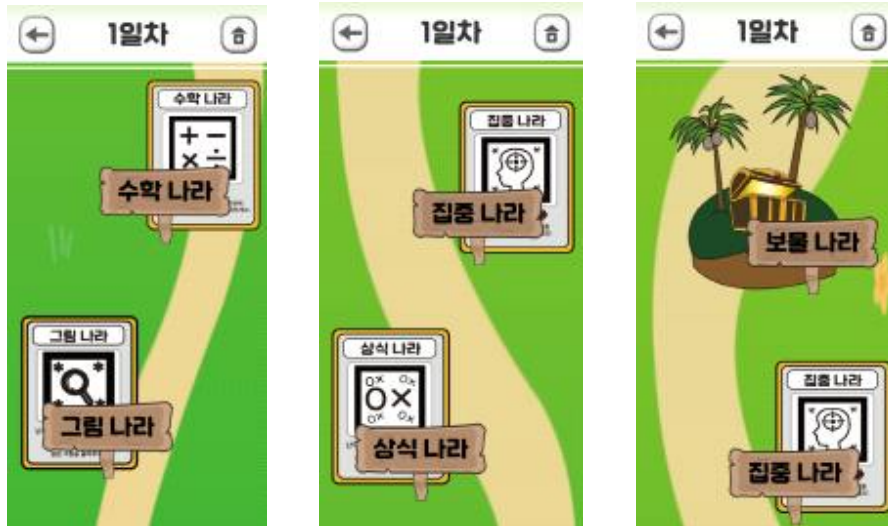 1일차
수학 나라
수학 나라
그림 나라
그림 나라
1일차
집중 나라
집중 나라
상식 나라
상식 나라
1일차
보물 나라
집중 나라
집중 나라